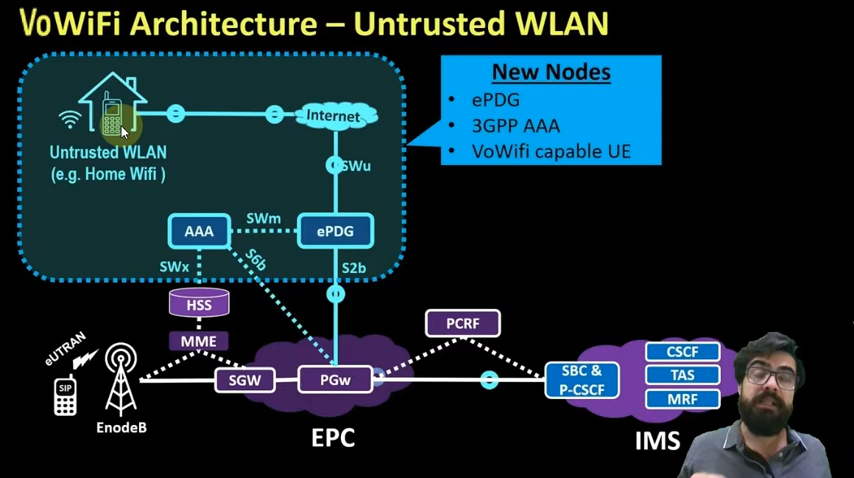 VoWiFi Architecture – Untrusted WLAN
New Nodes
• ePDG
• 3GPP AAA
• VoWifi capable UE
Internet
Untrusted WLAN
(e.g. Home Wifi )
SWu
AAA
SWm
ePDG
SWx
S6b
S2b
HSS
MME
PCRF
eUTRAN
SIP
EnodeB
SGW
PGw
SBC &
P-CSCF
CSCF
TAS
MRF
EPC
IMS